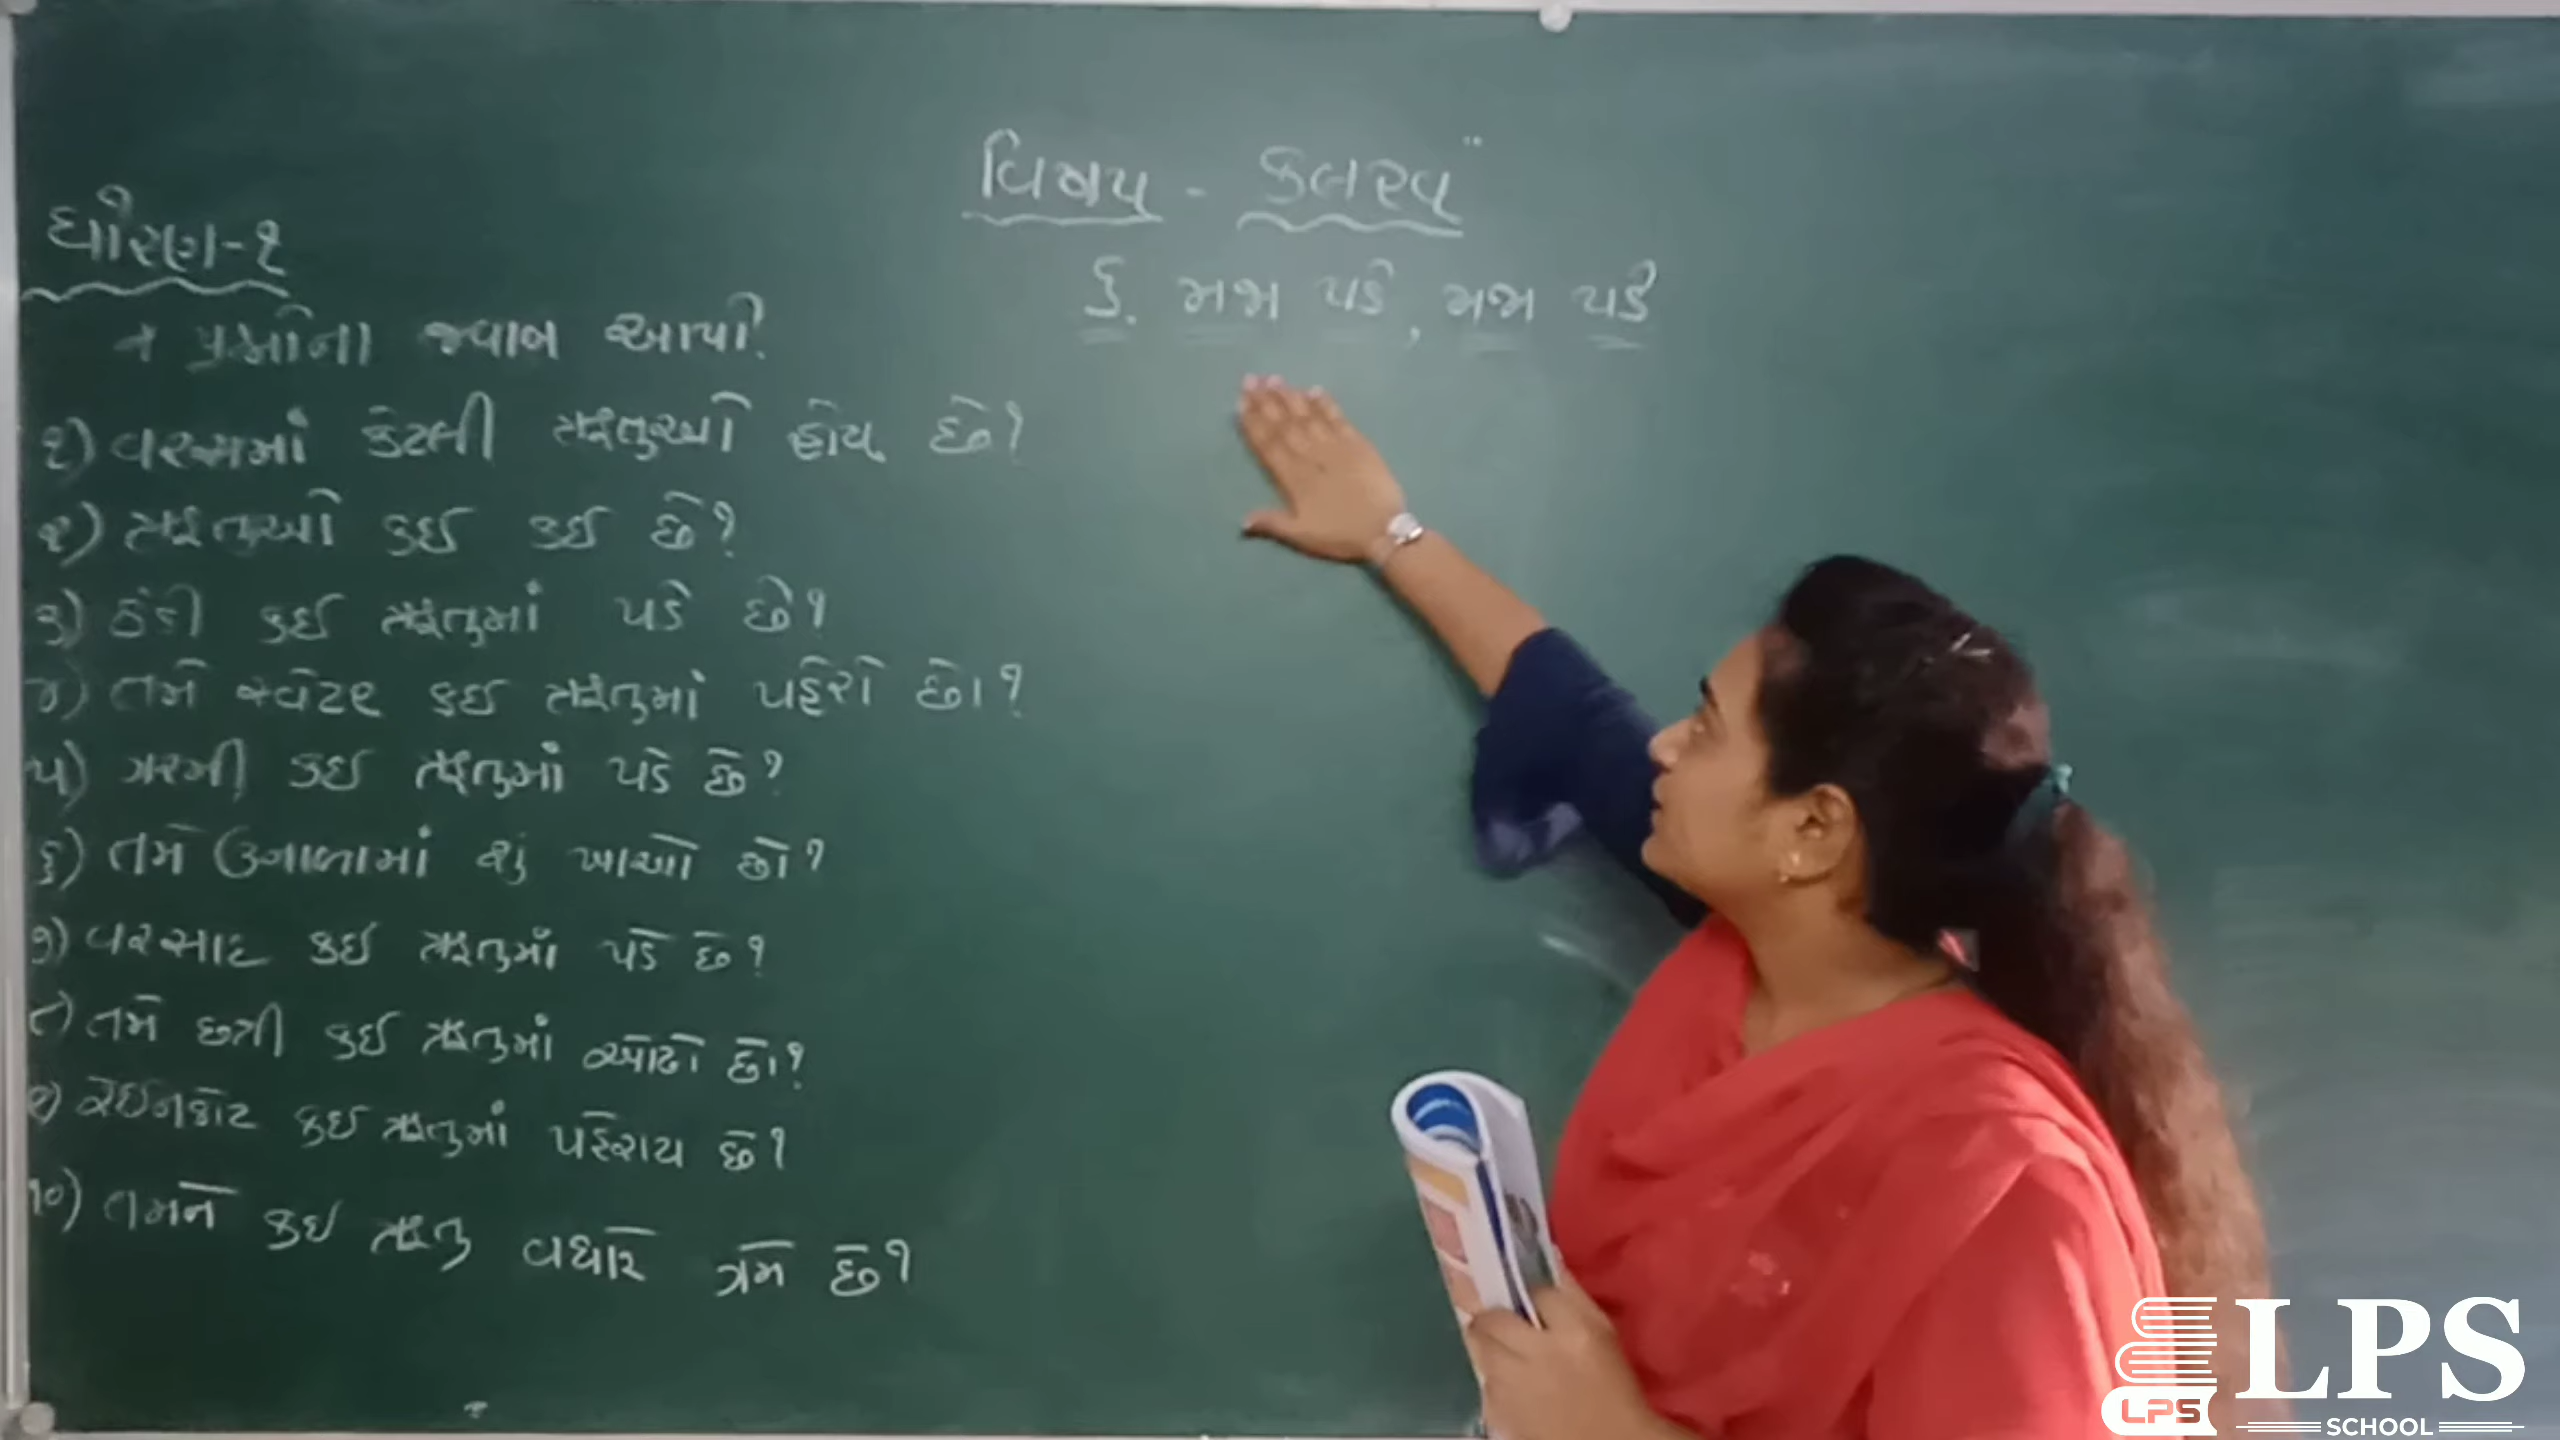 વિષય - કલરવ"
ધોરણ-૧
૬. મજા પડે, મજા પડે
+ પ્રશ્નોના જવાબ આપો.
૧) વરસમાં કેટલી ઋતુઓ હોય છે?
૨) ઋતુઓ કઈ કઈ છે?
૩) ઠંડી કઈ ઋતુમાં પડે છે?
૪) તમે સ્વેટર કઈ ઋતુમાં પહેરો છો?
૫) ગરમી કઈ ઋતુમાં પડે છે?
૬) તમે ઉનાળામાં શું ખાઓ છો?
૭) વરસાદ કઈ ઋતુમાં પડે છે?
૮) તમે છત્રી કઈ ઋતુમાં ઓઢો છો?
૯) રેઈનકોટ કઈ ઋતુમાં પહેરાય છે?
૧૦) તમને કઈ ઋતુ વધારે ગમે છે?
LPS
LPS
SCHOOL